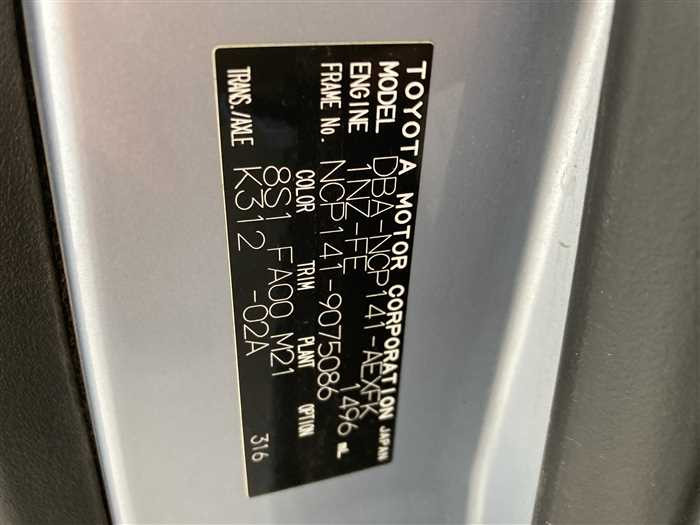 TOYOTA MOTOR CORPORATION JAPAN
MODEL DBA-NCP141-AEXFK
ENGINE 1NZ-FE 1496 mL
FRAME No. NCP141-9075086
COLOR TRIM PLANT OPTION
8S1 FA00 M21
TRANS./AXLE K312 -02A 316